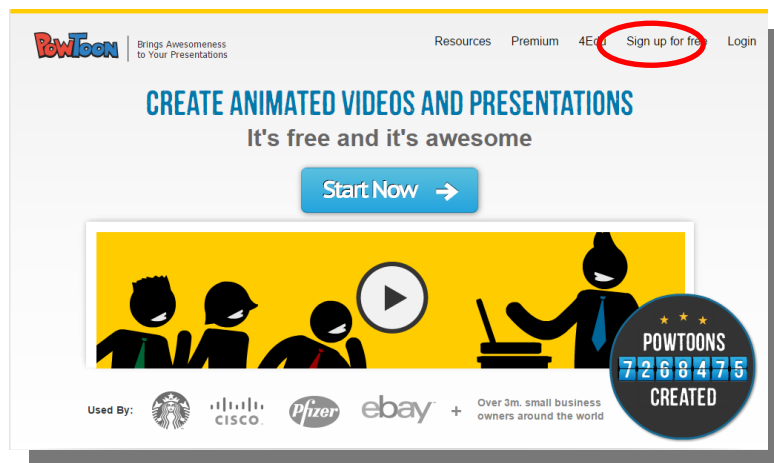 POWTOON
Brings Awesomeness
to Your Presentations
Resources Premium 4Edu Sign up for free Login
CREATE ANIMATED VIDEOS AND PRESENTATIONS
It's free and it's awesome
Start Now
POWTOONS
7268475
CREATED
Used By:
CISCO
Pfizer
ebay
+
Over 3m. small business
owners around the world